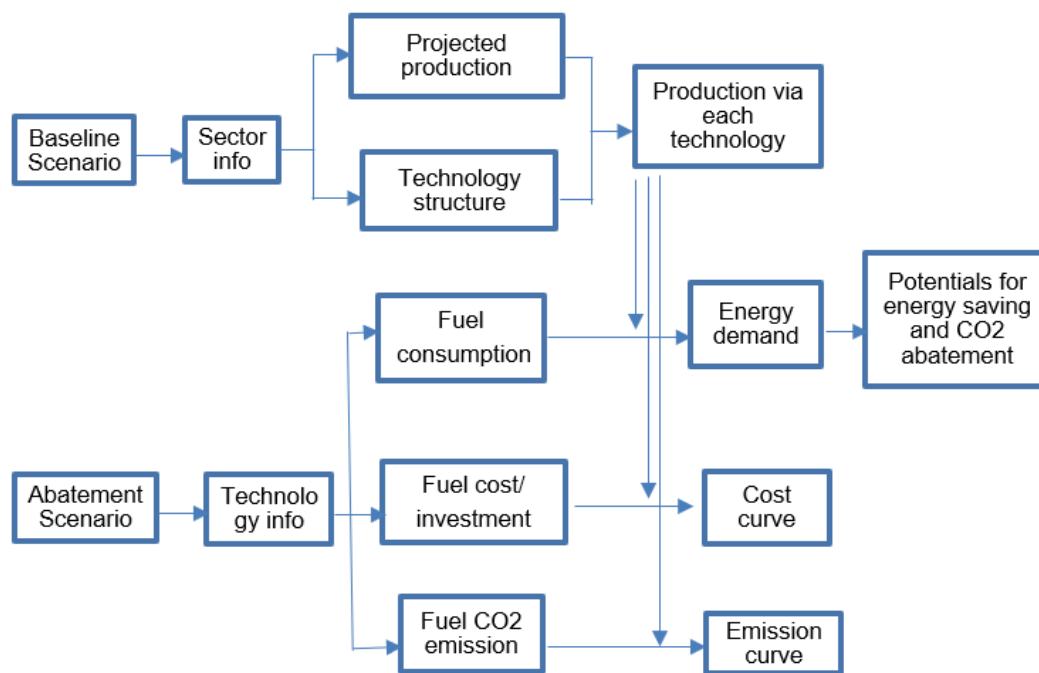 Projected
production
Production via
each
technology
Baseline
Scenario
Sector
info
Technology
structure
Fuel
consumption
Energy
demand
Potentials for
energy saving
and CO2
abatement
Abatement
Scenario
Technolo
gy info
Fuel cost/
investment
Cost
curve
Fuel CO2
emission
Emission
curve